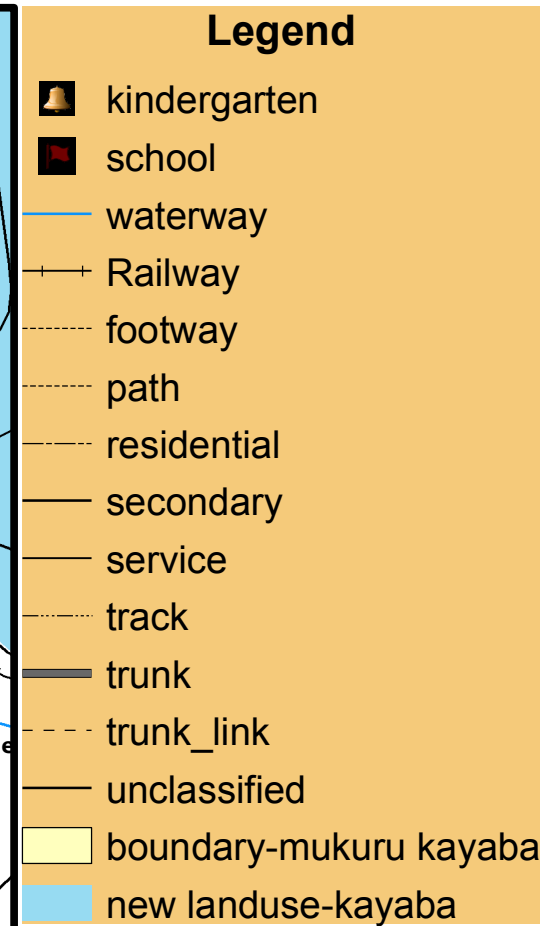 Legend
kindergarten
school
waterway
Railway
footway
path
residential
secondary
service
track
trunk
trunk_link
e
unclassified
boundary-mukuru kayaba
new landuse-kayaba